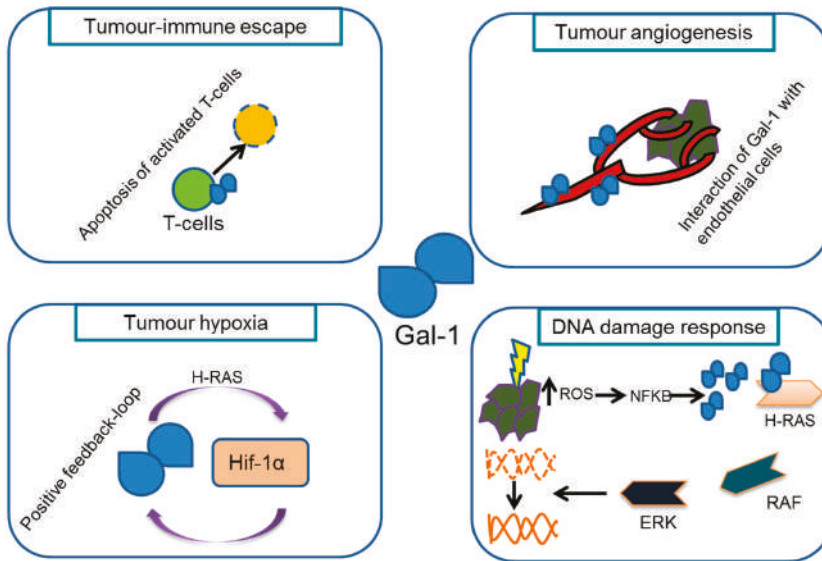 Tumour-immune escape
Apoptosis of activated T-cells
T-cells
Tumour angiogenesis
Interaction of Gal-1 with
endothelial cells
Gal-1
Tumour hypoxia
Positive feedback-loop
H-RAS
Hif-1α
DNA damage response
ROS
NFKB
H-RAS
RAF
ERK